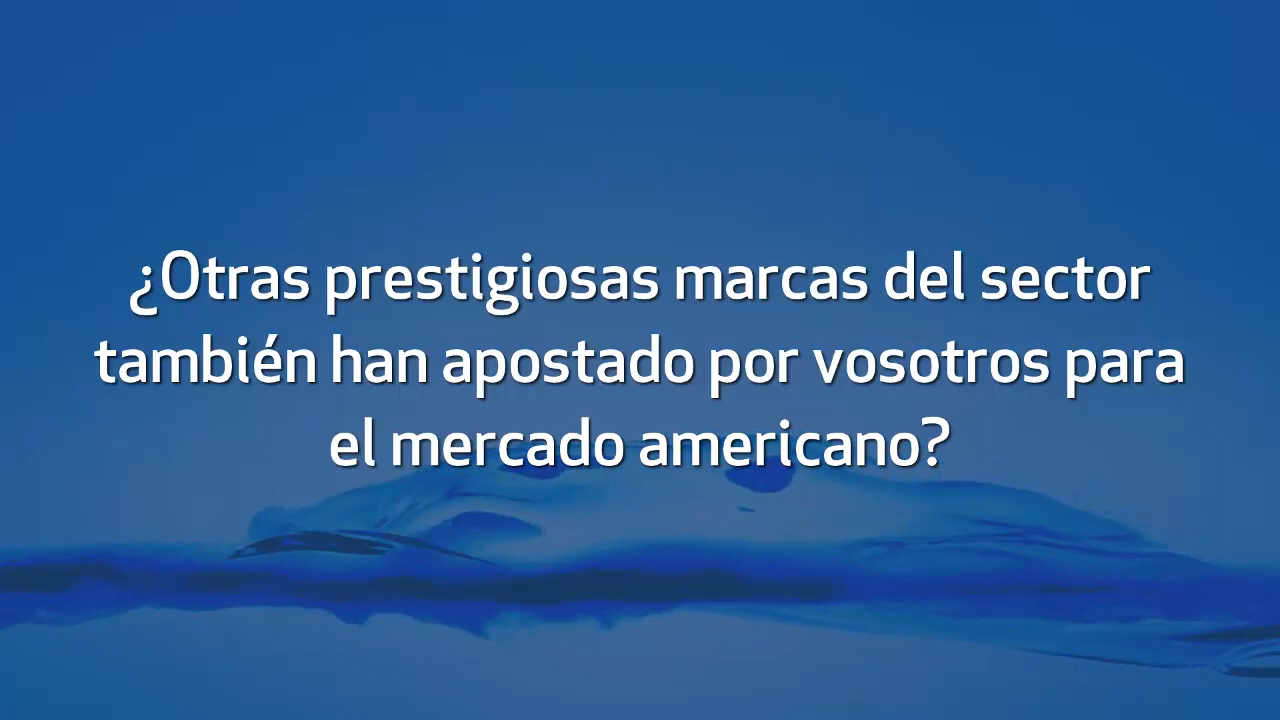 ¿Otras prestigiosas marcas del sector
también han apostado por vosotros para
el mercado americano?